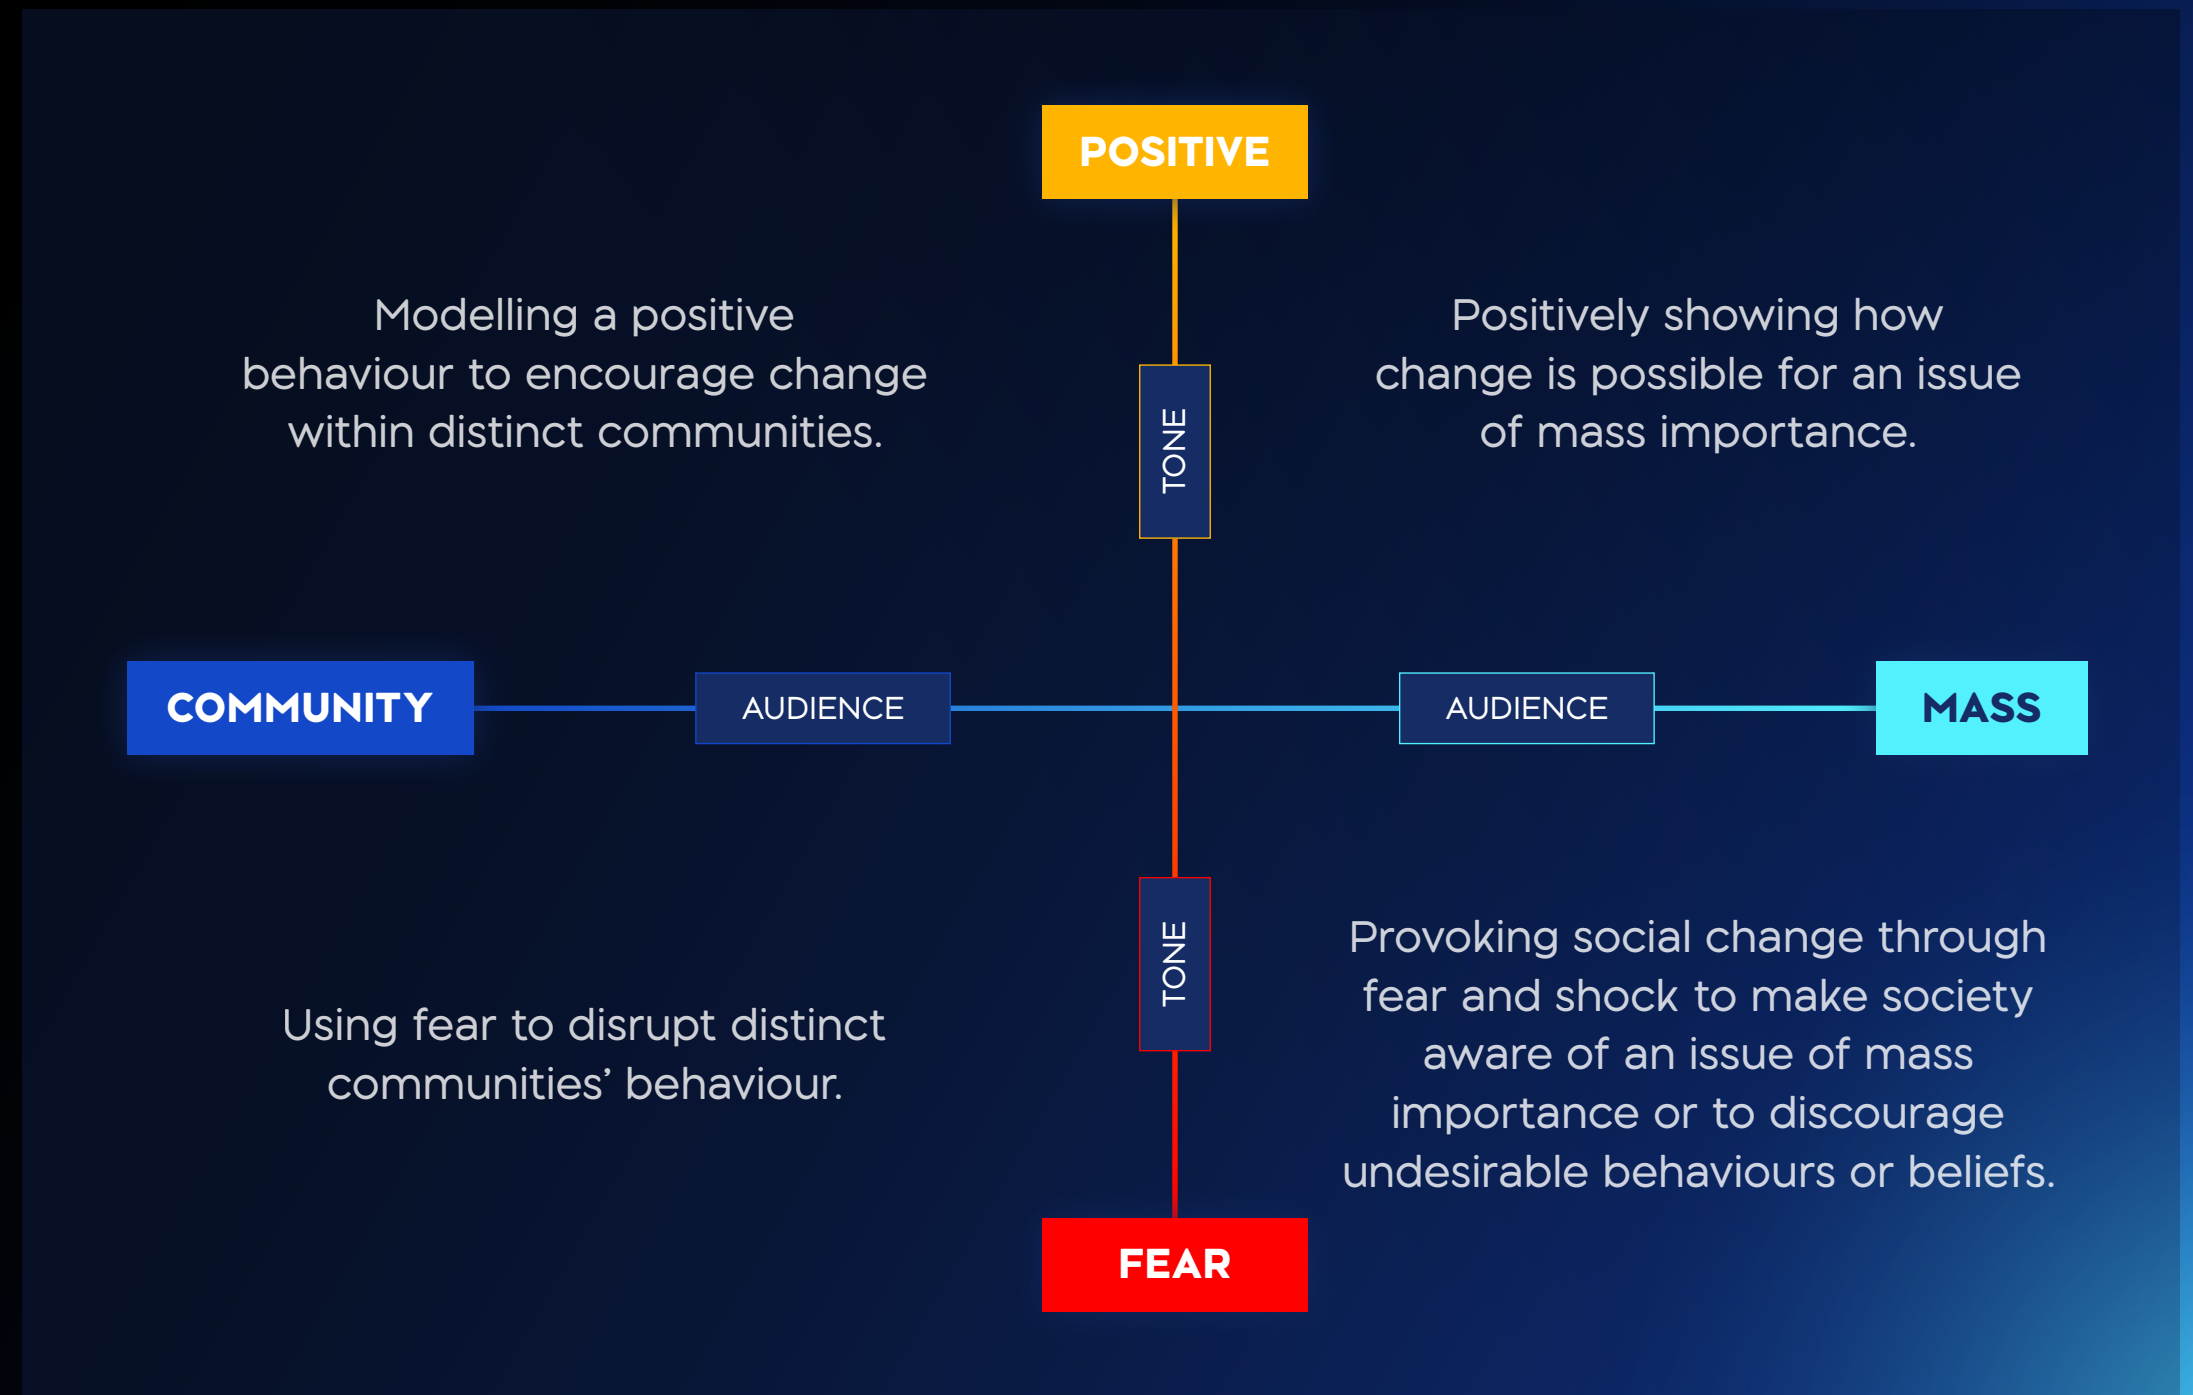 POSITIVE
Modelling a positive
behaviour to encourage change
within distinct communities.
Positively showing how
change is possible for an issue
of mass importance.
TONE
COMMUNITY
AUDIENCE
AUDIENCE
MASS
TONE
Using fear to disrupt distinct
communities’ behaviour.
Provoking social change through
fear and shock to make society
aware of an issue of mass
importance or to discourage
undesirable behaviours or beliefs.
FEAR